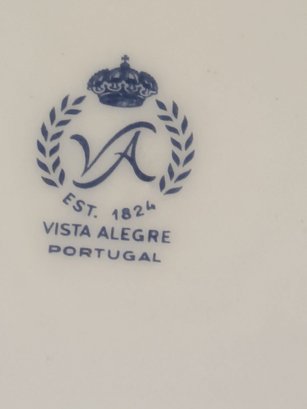 VA
EST. 1824
VISTA ALEGRE
PORTUGAL